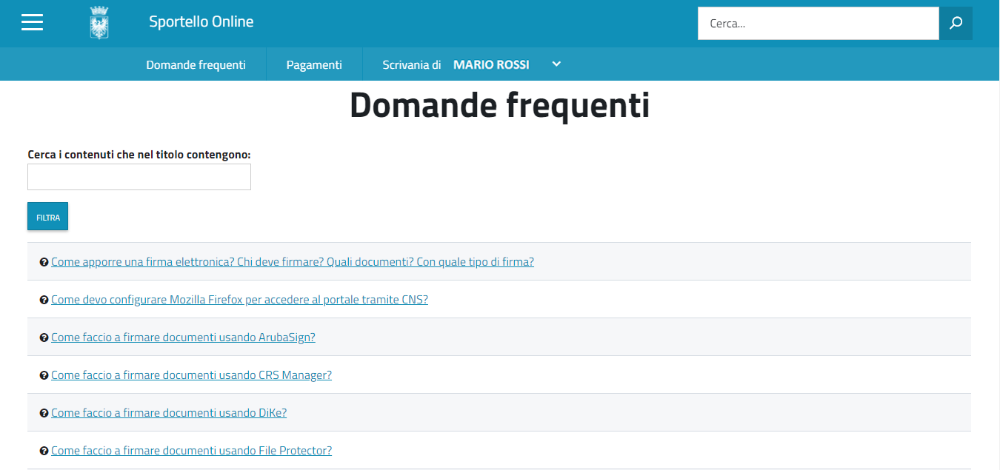 Sportello Online
Cerca...
Domande frequenti
Pagamenti
Scrivania di MARIO ROSSI
Domande frequenti
Cerca i contenuti che nel titolo contengono:
FILTRA
Come apporre una firma elettronica? Chi deve firmare? Quali documenti? Con quale tipo di firma?
Come devo configurare Mozilla Firefox per accedere al portale tramite CNS?
Come faccio a firmare documenti usando ArubaSign?
Come faccio a firmare documenti usando CRS Manager?
Come faccio a firmare documenti usando DiKe?
Come faccio a firmare documenti usando File Protector?